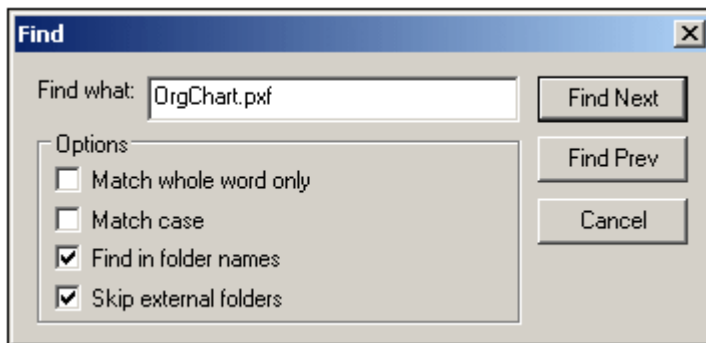 Find
Find what: OrgChart.pxf Find Next
Options
Find Prev
Match whole word only
Match case
Cancel
Find in folder names
Skip external folders